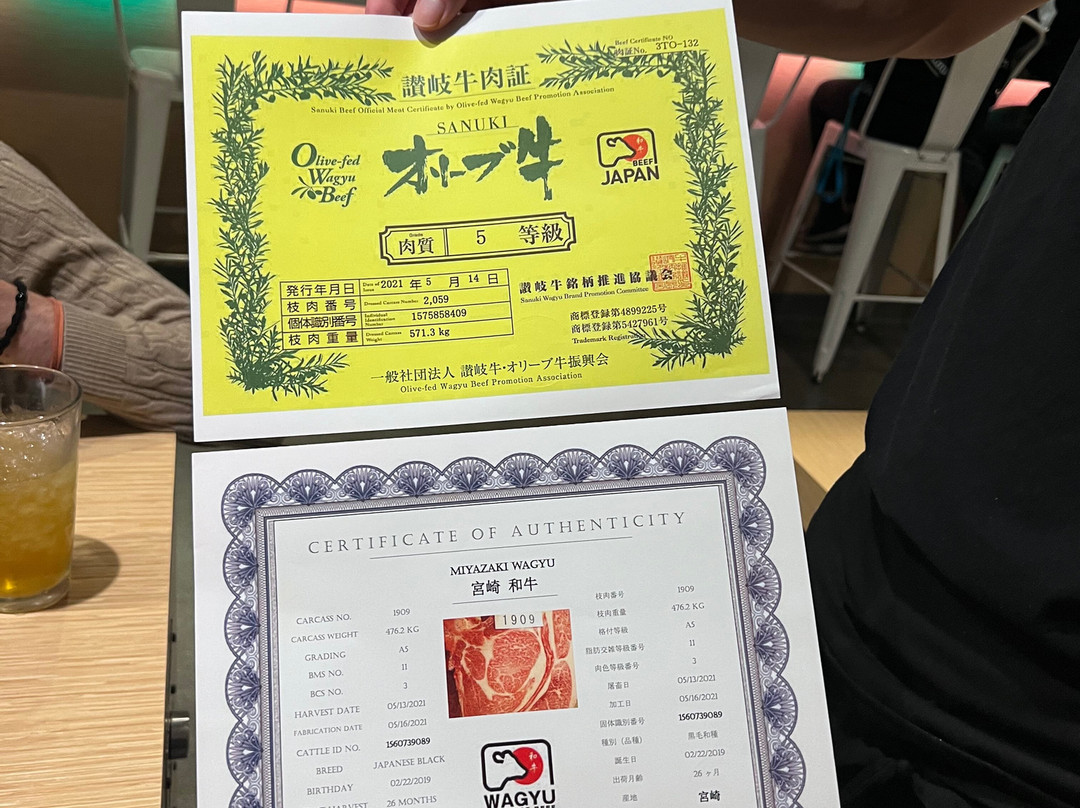 Beef Certificate NO
肉証No. 3TO-132
讃岐牛肉証
Sanuki Beef Official Meat Certificate by Olive-fed Wagyu Beef Promotion Association
SANUKI
オリーブ牛
Olive-fed
Wagyu
Beef
和牛
BEEF
JAPAN
Grade
肉質 5 等級
発行年月日 Date of Issue 2021 年 5 月 14 日
枝肉番号 Dressed Carcass Number 2,059
個体識別番号 Individual Identification Number 1575858409
枝肉重量 Dressed Carcass Weight 571.3 kg
讃岐牛銘柄推進協議会
Sanuki Wagyu Brand Promotion Committee
商標登録第4899225号
商標登録第5427961号
Trademark
一般社団法人 讃岐牛・オリーブ牛振興会
Olive-fed Wagyu Beef Promotion Association
CERTIFICATE OF AUTHENTICITY
MIYAZAKI WAGYU
宮崎 和牛
1909
CARCASS NO. 1909
CARCASS WEIGHT 476.2 KG
GRADING A5
BMS NO. 11
BCS NO. 3
HARVEST DATE 05/13/2021
FABRICATION DATE 05/16/2021
CATTLE ID NO. 1560739089
BREED JAPANESE BLACK
BIRTHDAY 02/22/2019
HARVEST 26 MONTHS
枝肉番号 1909
枝肉重量 476.2 KG
格付等級 A5
脂肪交雑等級番号 11
肉色等級番号 3
屠畜日 05/13/2021
加工日 05/16/2021
固体識別番号 1560739089
種別（品種） 黒毛和種
誕生日 02/22/2019
出荷月齢 26 ヶ月
産地 宮崎
和牛
WAGYU